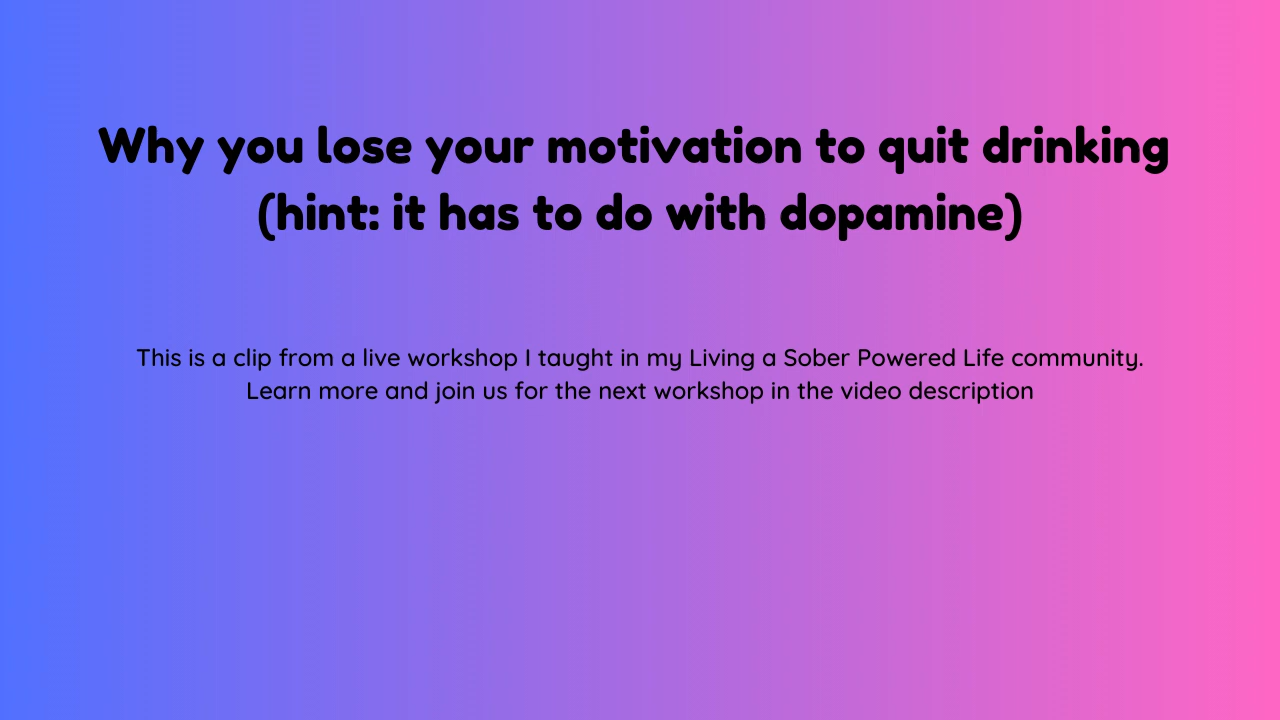 Why you lose your motivation to quit drinking
(hint: it has to do with dopamine)
This is a clip from a live workshop I taught in my Living a Sober Powered Life community.
Learn more and join us for the next workshop in the video description